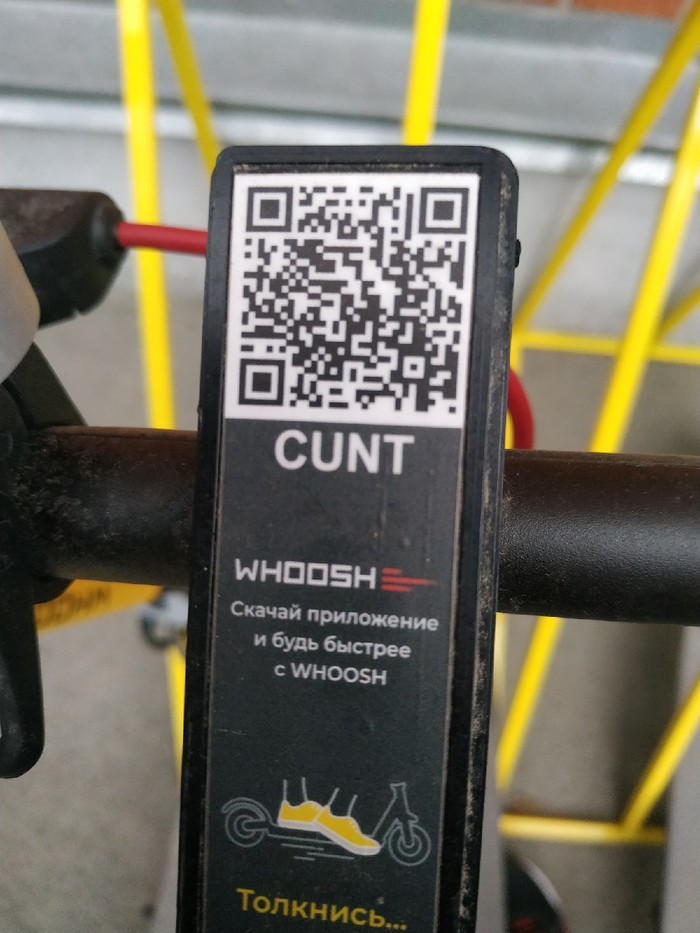 CUNT
WHOOSH
Скачай приложение
и будь быстрее
с WHOOSH
Толкнись...